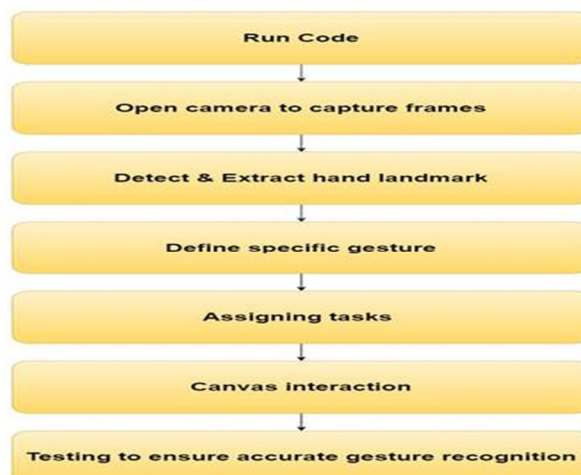 Run Code
Open camera to capture frames
Detect & Extract hand landmark
Define specific gesture
Assigning tasks
Canvas interaction
Testing to ensure accurate gesture recognition